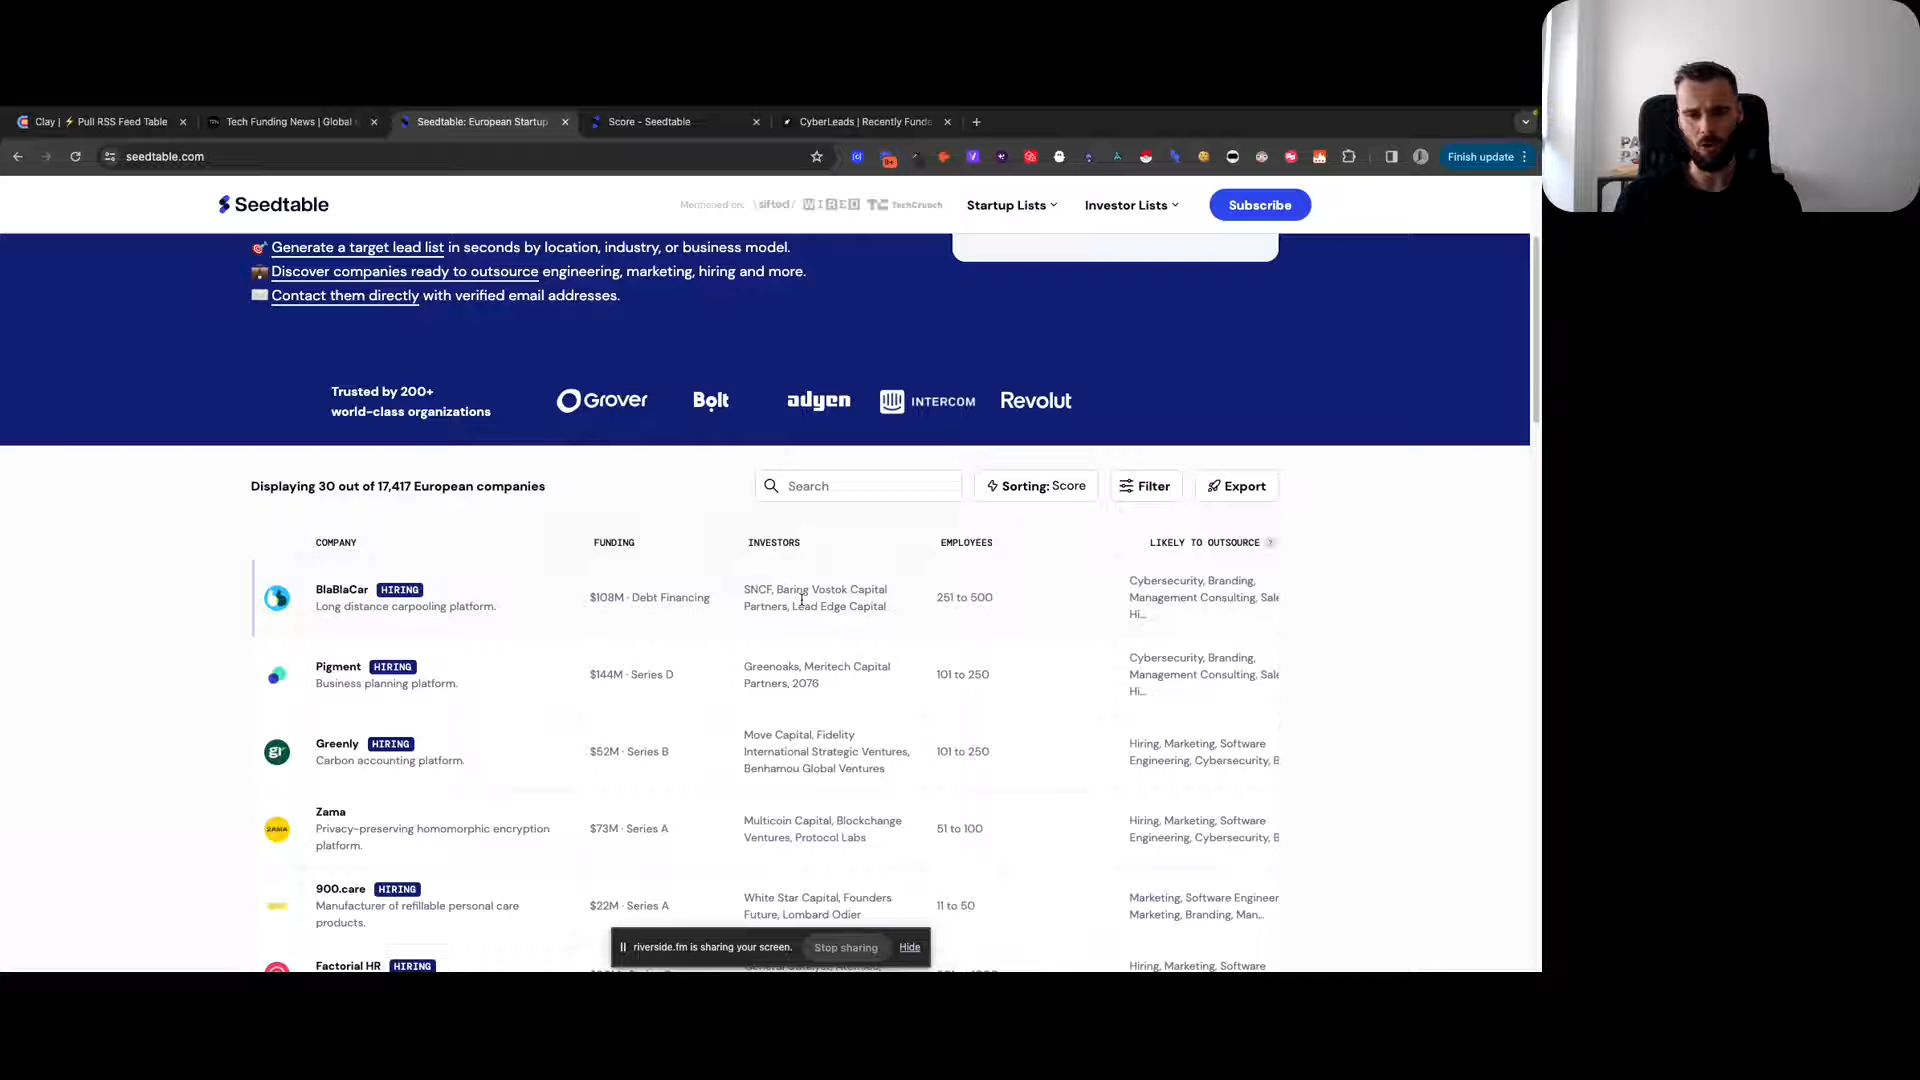 Clay | ⚡ Pull RSS Feed Table
Tech Funding News | Global
Seedtable: European Startup
Score - Seedtable
CyberLeads | Recently Funde
seedtable.com
Finish update
Seedtable
Mentioned on: \sifted/ WIRED TC TechCrunch
Startup Lists
Investor Lists
Subscribe
Generate a target lead list in seconds by location, industry, or business model.
Discover companies ready to outsource engineering, marketing, hiring and more.
Contact them directly with verified email addresses.
Trusted by 200+
world-class organizations
Grover
Bolt
adyen
INTERCOM
Revolut
Displaying 30 out of 17,417 European companies
Search
Sorting: Score
Filter
Export
COMPANY
FUNDING
INVESTORS
EMPLOYEES
LIKELY TO OUTSOURCE ?
BlaBlaCar HIRING
Long distance carpooling platform.
$108M · Debt Financing
SNCF, Baring Vostok Capital
Partners, Lead Edge Capital
251 to 500
Cybersecurity, Branding,
Management Consulting, Sale
Hi...
Pigment HIRING
Business planning platform.
$144M · Series D
Greenoaks, Meritech Capital
Partners, 2076
101 to 250
Cybersecurity, Branding,
Management Consulting, Sale
Hi...
gr
Greenly HIRING
Carbon accounting platform.
$52M · Series B
Move Capital, Fidelity
International Strategic Ventures,
Benhamou Global Ventures
101 to 250
Hiring, Marketing, Software
Engineering, Cybersecurity, B
ZAMA
Zama
Privacy-preserving homomorphic encryption
platform.
$73M · Series A
Multicoin Capital, Blockchange
Ventures, Protocol Labs
51 to 100
Hiring, Marketing, Software
Engineering, Cybersecurity, B
900.care HIRING
Manufacturer of refillable personal care
products.
$22M · Series A
White Star Capital, Founders
Future, Lombard Odier
11 to 50
Marketing, Software Engineer
Marketing, Branding, Man...
riverside.fm is sharing your screen.
Stop sharing
Hide
Factorial HR HIRING
Hiring, Marketing, Software